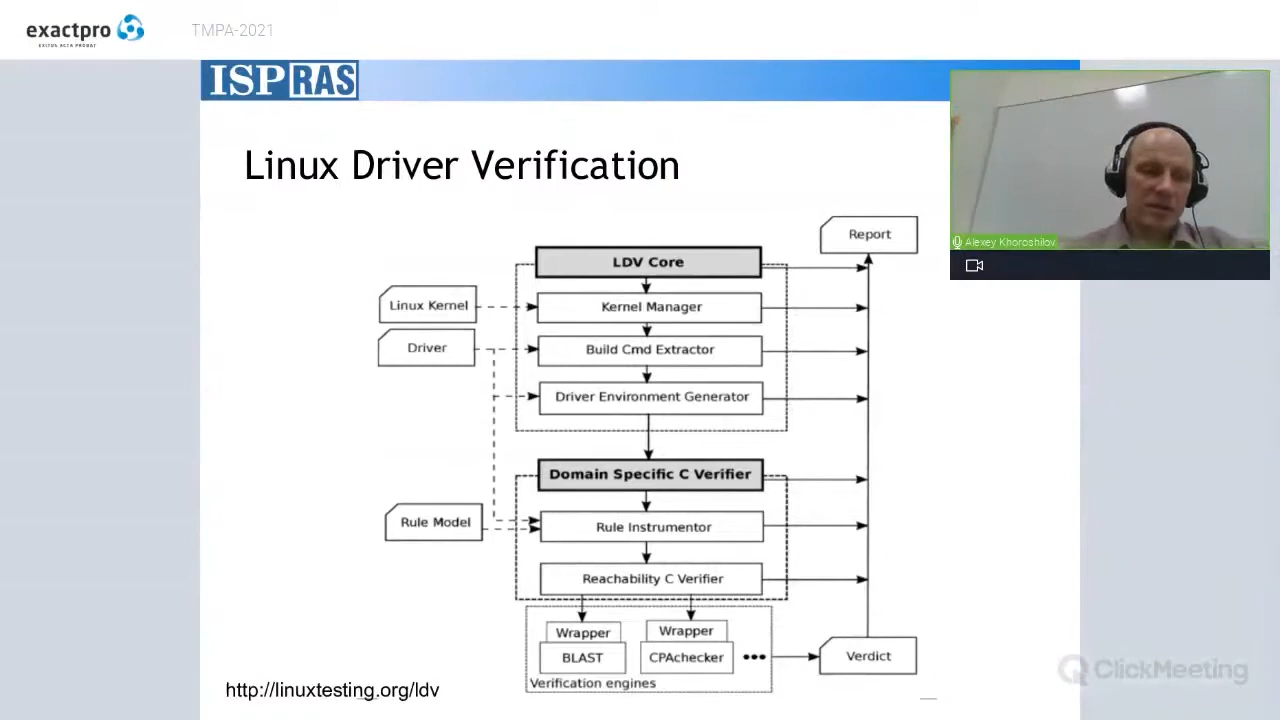 exactpro
EXITUS ACTA PROBAT
TMPA-2021
ISP RAS
Alexey Khoroshilov
Linux Driver Verification
Report
LDV Core
Linux Kernel
Kernel Manager
Driver
Build Cmd Extractor
Driver Environment Generator
Domain Specific C Verifier
Rule Model
Rule Instrumentor
Reachability C Verifier
Wrapper
Wrapper
BLAST
CPAchecker
•••
Verdict
Verification engines
http://linuxtesting.org/ldv
ClickMeeting